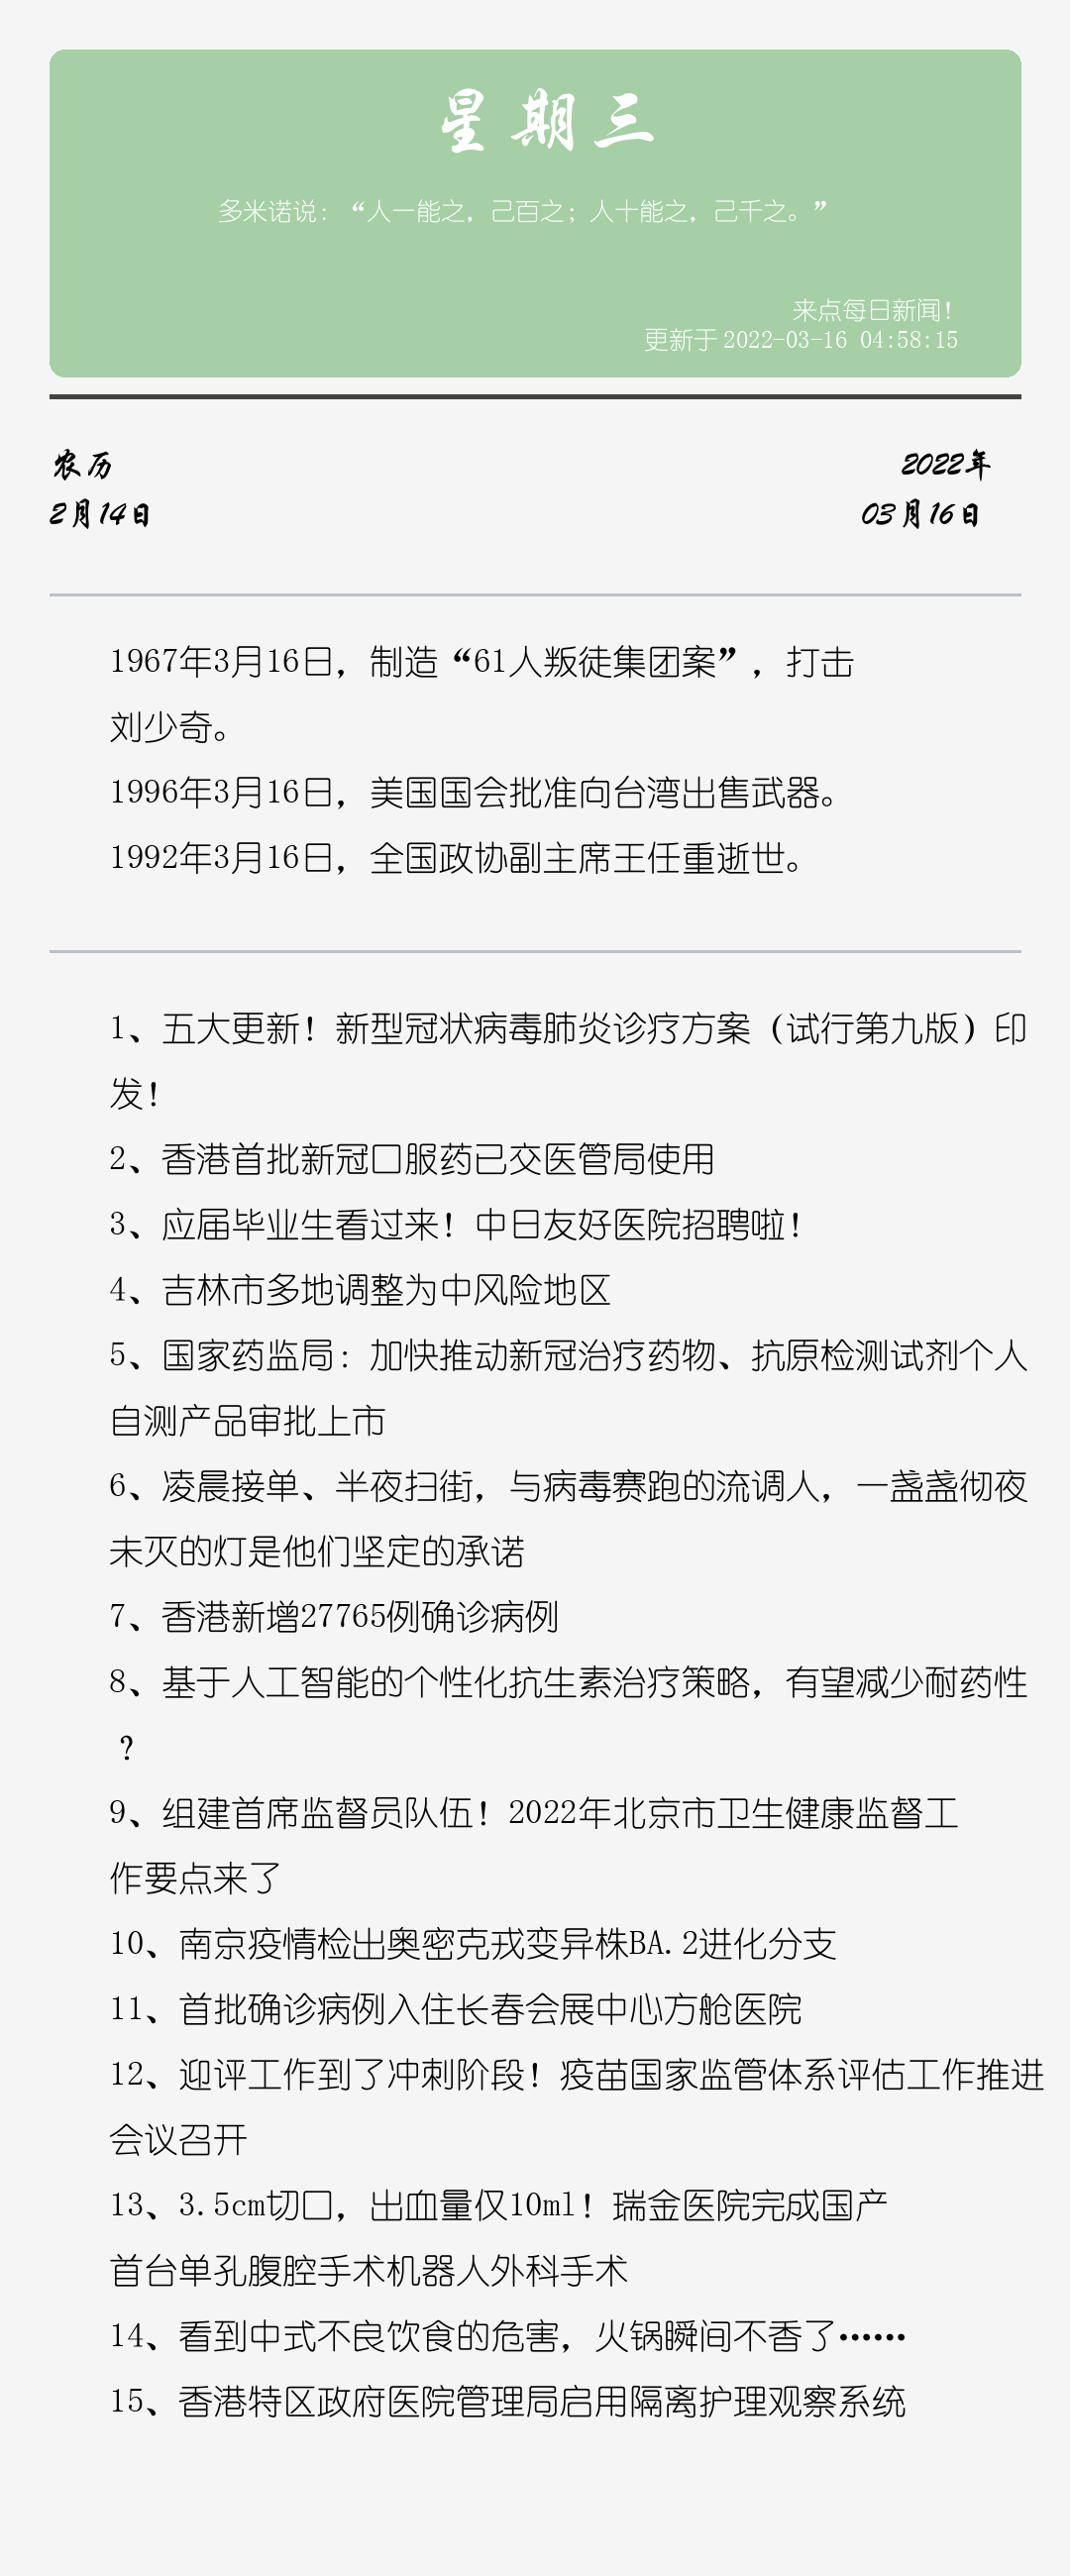 星期三
多米诺说：“人一能之，己百之；人十能之，己千之。”
来点每日新闻！
更新于 2022-03-16 04:58:15
农历
2022年
2月14日
03月16日
1967年3月16日，制造“61人叛徒集团案”，打击
刘少奇。
1996年3月16日，美国国会批准向台湾出售武器。
1992年3月16日，全国政协副主席王任重逝世。
1、五大更新！新型冠状病毒肺炎诊疗方案（试行第九版）印
发！
2、香港首批新冠口服药已交医管局使用
3、应届毕业生看过来！中日友好医院招聘啦！
4、吉林市多地调整为中风险地区
5、国家药监局：加快推动新冠治疗药物、抗原检测试剂个人
自测产品审批上市
6、凌晨接单、半夜扫街，与病毒赛跑的流调人，一盏盏彻夜
未灭的灯是他们坚定的承诺
7、香港新增27765例确诊病例
8、基于人工智能的个性化抗生素治疗策略，有望减少耐药性
？
9、组建首席监督员队伍！2022年北京市卫生健康监督工
作要点来了
10、南京疫情检出奥密克戎变异株BA.2进化分支
11、首批确诊病例入住长春会展中心方舱医院
12、迎评工作到了冲刺阶段！疫苗国家监管体系评估工作推进
会议召开
13、3.5cm切口，出血量仅10ml！瑞金医院完成国产
首台单孔腹腔手术机器人外科手术
14、看到中式不良饮食的危害，火锅瞬间不香了……
15、香港特区政府医院管理局启用隔离护理观察系统